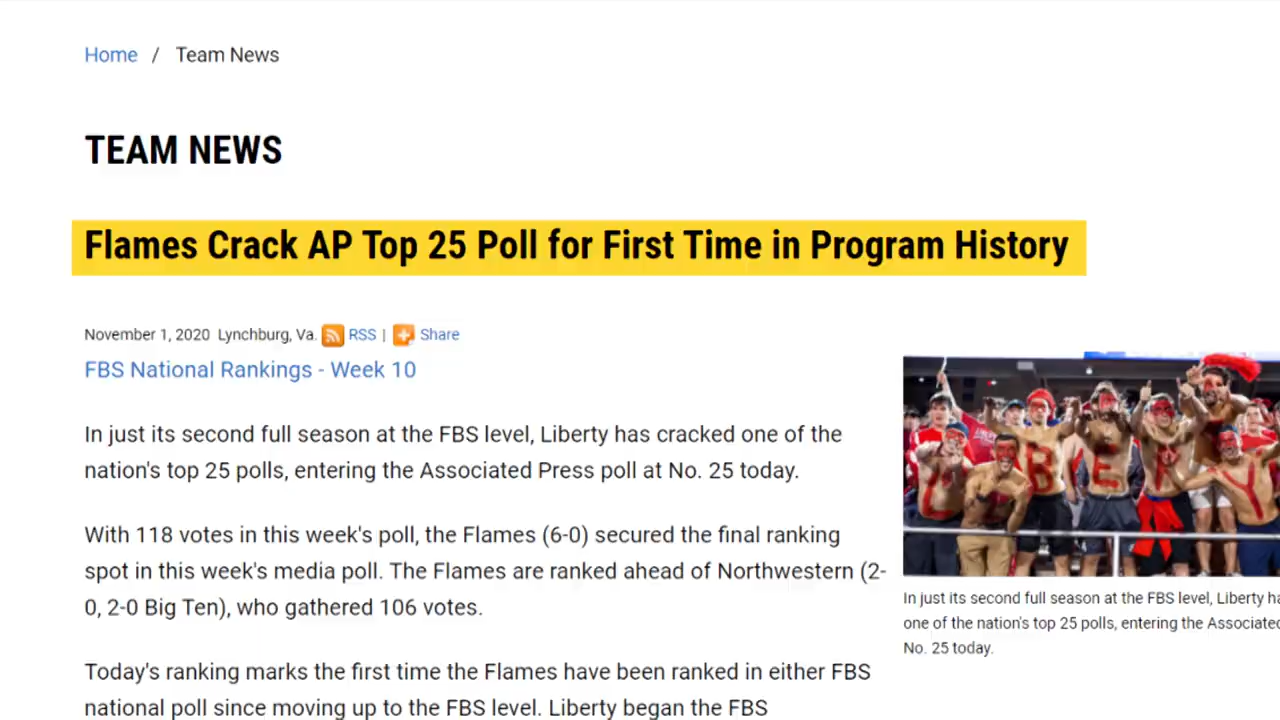 Home / Team News
TEAM NEWS
Flames Crack AP Top 25 Poll for First Time in Program History
November 1, 2020 Lynchburg, Va. RSS | Share
FBS National Rankings - Week 10
In just its second full season at the FBS level, Liberty has cracked one of the
nation's top 25 polls, entering the Associated Press poll at No. 25 today.
With 118 votes in this week's poll, the Flames (6-0) secured the final ranking
spot in this week's media poll. The Flames are ranked ahead of Northwestern (2-
0, 2-0 Big Ten), who gathered 106 votes.
Today's ranking marks the first time the Flames have been ranked in either FBS
national poll since moving up to the FBS level. Liberty began the FBS
In just its second full season at the FBS level, Liberty
one of the nation's top 25 polls, entering the
No. 25 today.